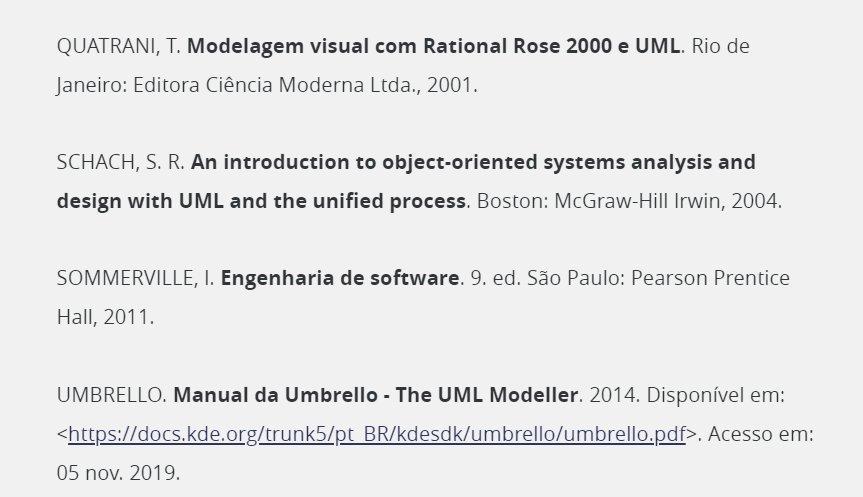 QUATRANI, T. Modelagem visual com Rational Rose 2000 e UML. Rio de
Janeiro: Editora Ciência Moderna Ltda., 2001.
SCHACH, S. R. An introduction to object-oriented systems analysis and
design with UML and the unified process. Boston: McGraw-Hill Irwin, 2004.
SOMMERVILLE, I. Engenharia de software. 9. ed. São Paulo: Pearson Prentice
Hall, 2011.
UMBRELLO. Manual da Umbrello - The UML Modeller. 2014. Disponível em:
<https://docs.kde.org/trunk5/pt_BR/kdesdk/umbrello/umbrello.pdf>. Acesso em:
05 nov. 2019.